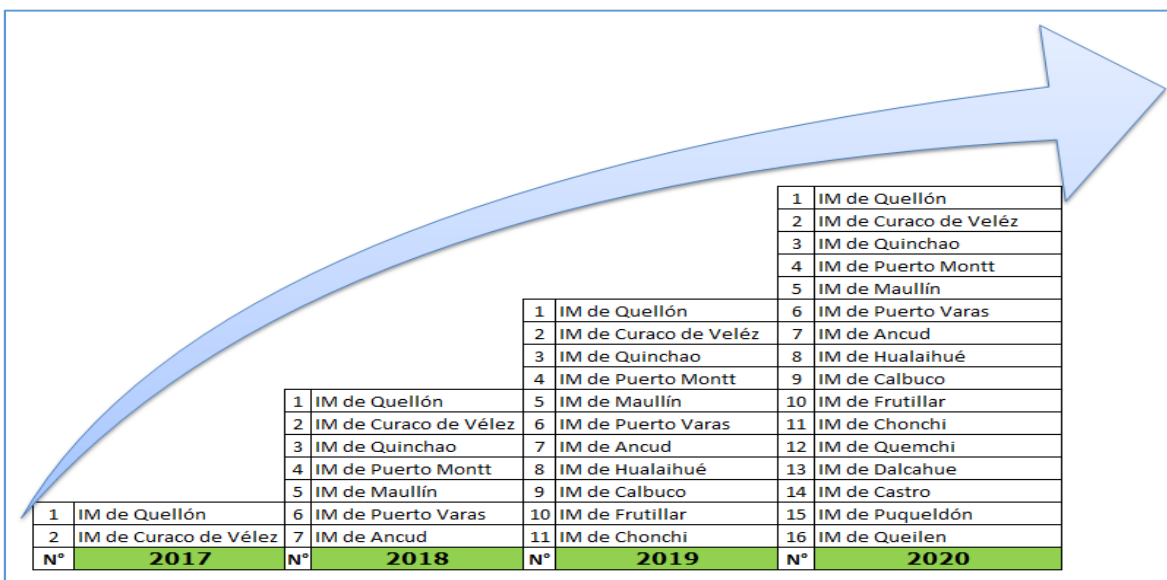 1 IM de Quellón
2 IM de Curaco de Veléz
3 IM de Quinchao
4 IM de Puerto Montt
5 IM de Maullín
1 IM de Quellón 6 IM de Puerto Varas
2 IM de Curaco de Veléz 7 IM de Ancud
3 IM de Quinchao 8 IM de Hualaihué
4 IM de Puerto Montt 9 IM de Calbuco
1 IM de Quellón 5 IM de Maullín 10 IM de Frutillar
2 IM de Curaco de Vélez 6 IM de Puerto Varas 11 IM de Chonchi
3 IM de Quinchao 7 IM de Ancud 12 IM de Quemchi
4 IM de Puerto Montt 8 IM de Hualaihué 13 IM de Dalcahue
5 IM de Maullín 9 IM de Calbuco 14 IM de Castro
1 IM de Quellón 6 IM de Puerto Varas 10 IM de Frutillar 15 IM de Puqueldón
2 IM de Curaco de Vélez 7 IM de Ancud 11 IM de Chonchi 16 IM de Queilen
N° 2017 N° 2018 N° 2019 N° 2020